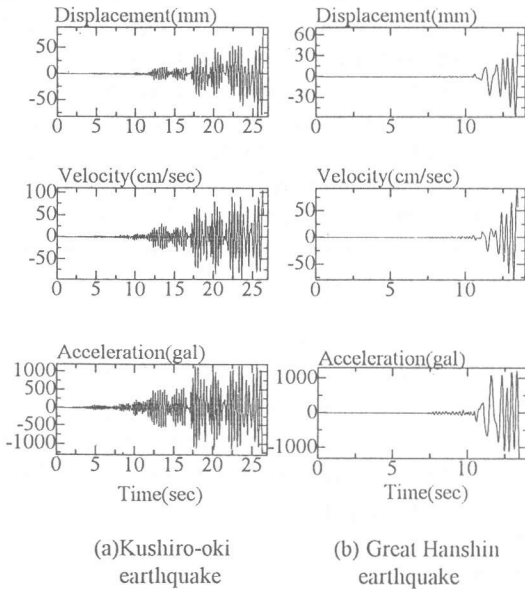 Displacement(mm)
50
0
-50
0 5 10 15 20 25
Velocity(cm/sec)
100
50
0
-50
0 5 10 15 20 25
Acceleration(gal)
1000
500
0
-500
-1000
0 5 10 15 20 25
Time(sec)
(a)Kushiro-oki
earthquake
Displacement(mm)
60
30
0
-30
0 5 10
Velocity(cm/sec)
50
0
-50
0 5 10
Acceleration(gal)
1000
0
-1000
0 5 10
Time(sec)
(b) Great Hanshin
earthquake